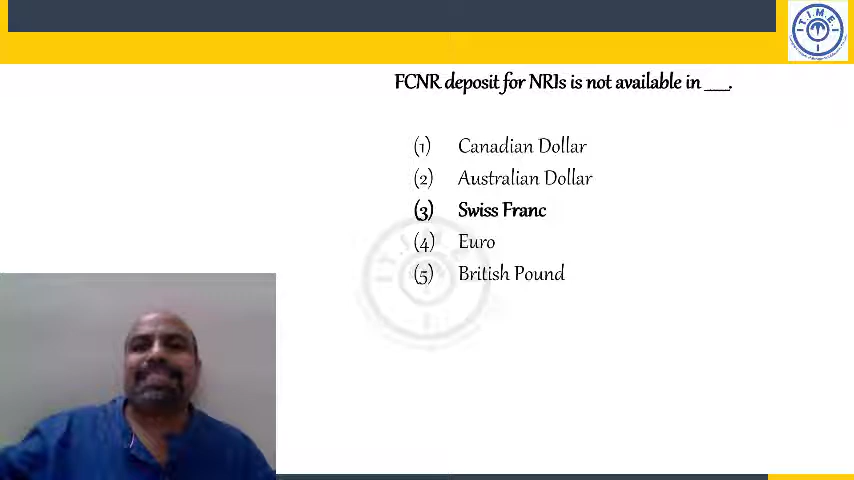 I.T.I.M.E.I
FCNR deposit for NRIs is not available in ___.
(1) Canadian Dollar
(2) Australian Dollar
(3) Swiss Franc
(4) Euro
(5) British Pound